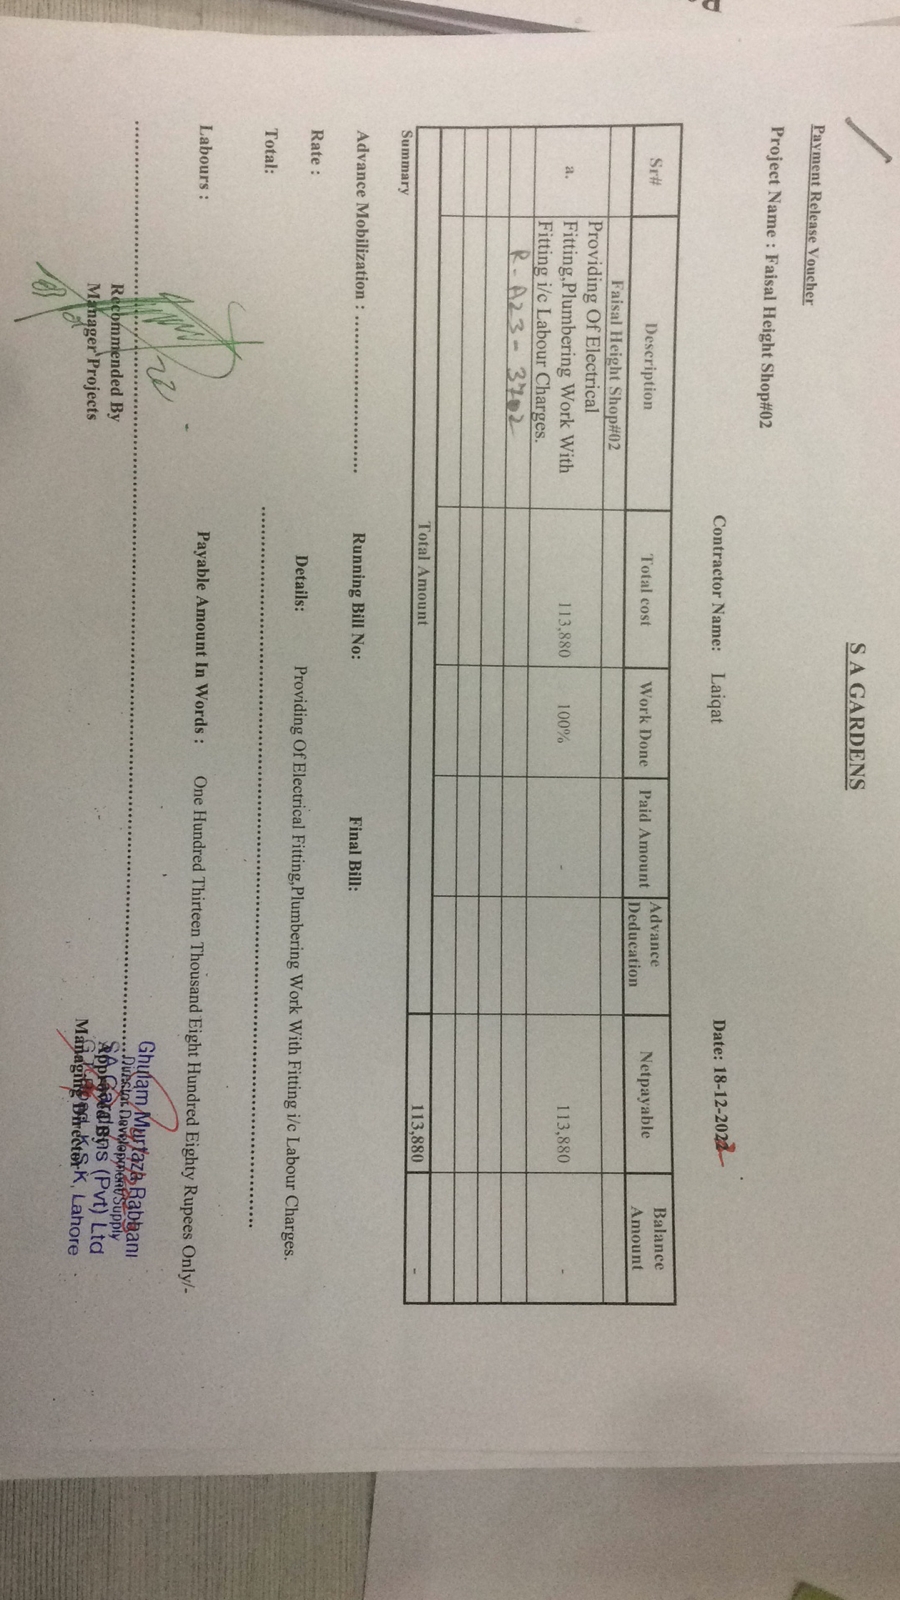 S A GARDENS
Payment Release Voucher
Project Name : Faisal Height Shop#02
Contractor Name: Laiqat Date: 18-12-2022
Sr# Description Total cost Work Done Paid Amount Advance Deducation Netpayable Balance Amount
Faisal Height Shop#02
a. Providing Of Electrical Fitting,Plumbering Work With Fitting i/c Labour Charges. 113,880 100% - 113,880 -
R-A23-3702
Total Amount 113,880 -
Summary
Advance Mobilization : ........................ Running Bill No: Final Bill:
Rate : Details: Providing Of Electrical Fitting,Plumbering Work With Fitting i/c Labour Charges.
Total:
Labours : Payable Amount In Words : One Hundred Thirteen Thousand Eight Hundred Eighty Rupees Only/-
Recommended By
Manager Projects
Approved By
Managing Director
Ghulam Murtaza Rabbani
Director Development/Supply
SA Gardens (Pvt) Ltd
K.S.K, Lahore